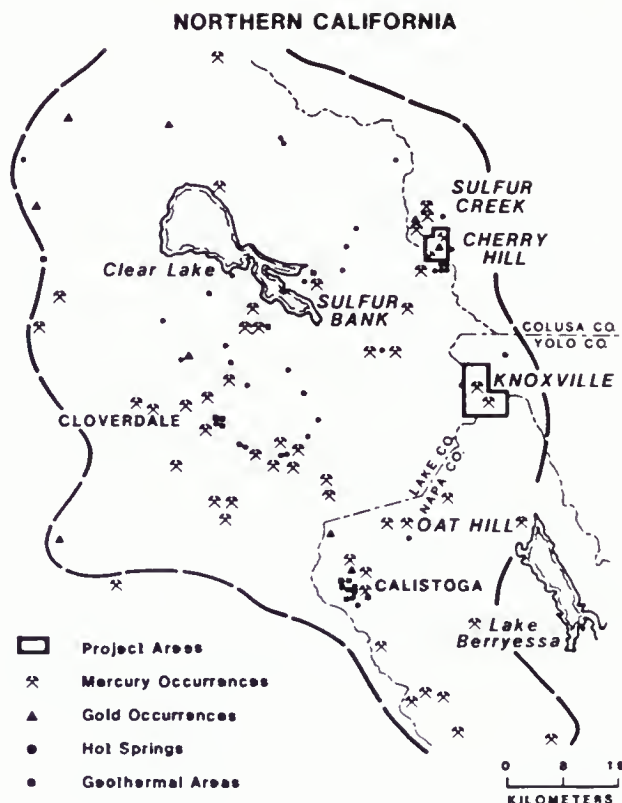 NORTHERN CALIFORNIA
SULFUR
CREEK
CHERRY
HILL
Clear Lake
SULFUR
BANK
COLUSA CO.
YOLO CO.
KNOXVILLE
CLOVERDALE
LAKE CO.
NAPA CO.
OAT HILL
CALISTOGA
Lake
Berryessa
Project Areas
Mercury Occurrences
Gold Occurrences
Hot Springs
Geothermal Areas
0 8 16
KILOMETERS